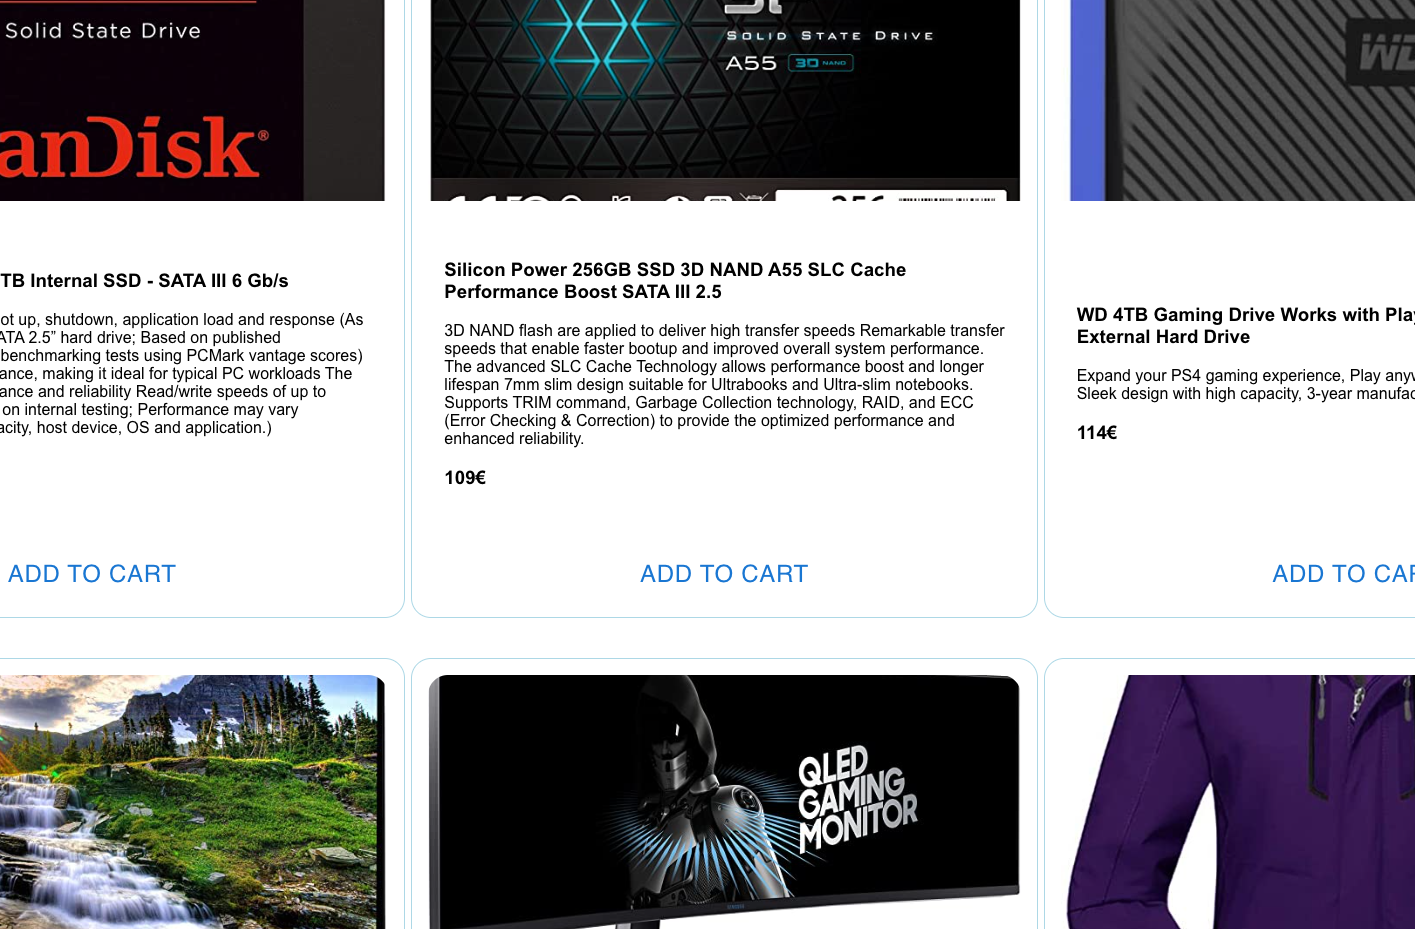 Solid State Drive
SanDisk®
TB Internal SSD - SATA III 6 Gb/s
ot up, shutdown, application load and response (As
ATA 2.5” hard drive; Based on published
benchmarking tests using PCMark vantage scores)
ance, making it ideal for typical PC workloads The
ance and reliability Read/write speeds of up to
on internal testing; Performance may vary
acity, host device, OS and application.)
ADD TO CART
SOLID STATE DRIVE
A55 3D NAND
Silicon Power 256GB SSD 3D NAND A55 SLC Cache
Performance Boost SATA III 2.5
3D NAND flash are applied to deliver high transfer speeds Remarkable transfer
speeds that enable faster bootup and improved overall system performance.
The advanced SLC Cache Technology allows performance boost and longer
lifespan 7mm slim design suitable for Ultrabooks and Ultra-slim notebooks.
Supports TRIM command, Garbage Collection technology, RAID, and ECC
(Error Checking & Correction) to provide the optimized performance and
enhanced reliability.
109€
ADD TO CART
WD
WD 4TB Gaming Drive Works with Play
External Hard Drive
Expand your PS4 gaming experience, Play anyw
Sleek design with high capacity, 3-year manufac
114€
ADD TO CAR
QLED
GAMING
MONITOR